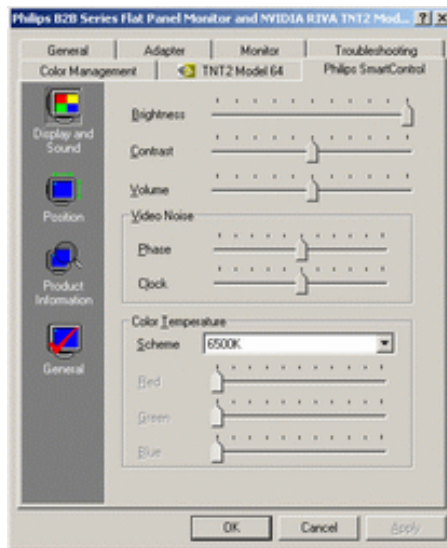 Philips B2B Series Flat Panel Monitor and NVIDIA RIVA TNT2 Mod... ? X
General Adapter Monitor Troubleshooting
Color Management TNT2 Model 64 Philips SmartControl
Display and
Sound
Position
Product
Information
General
Brightness
Contrast
Volume
Video Noise
Phase
Clock
Color Temperature
Scheme 6500K
Red
Green
Blue
OK Cancel Apply